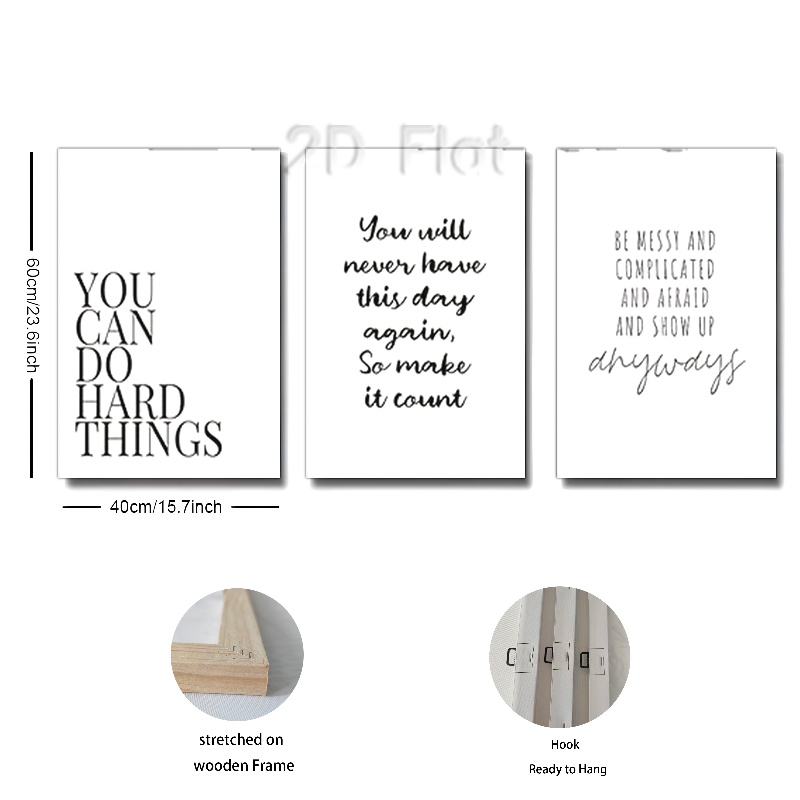 2D Flat
YOU
CAN
DO
HARD
THINGS
You will
never have
this day
again,
So make
it count
BE MESSY AND
COMPLICATED
AND AFRAID
AND SHOW UP
anyways
60cm/23.6inch
40cm/15.7inch
stretched on
wooden Frame
Hook
Ready to Hang